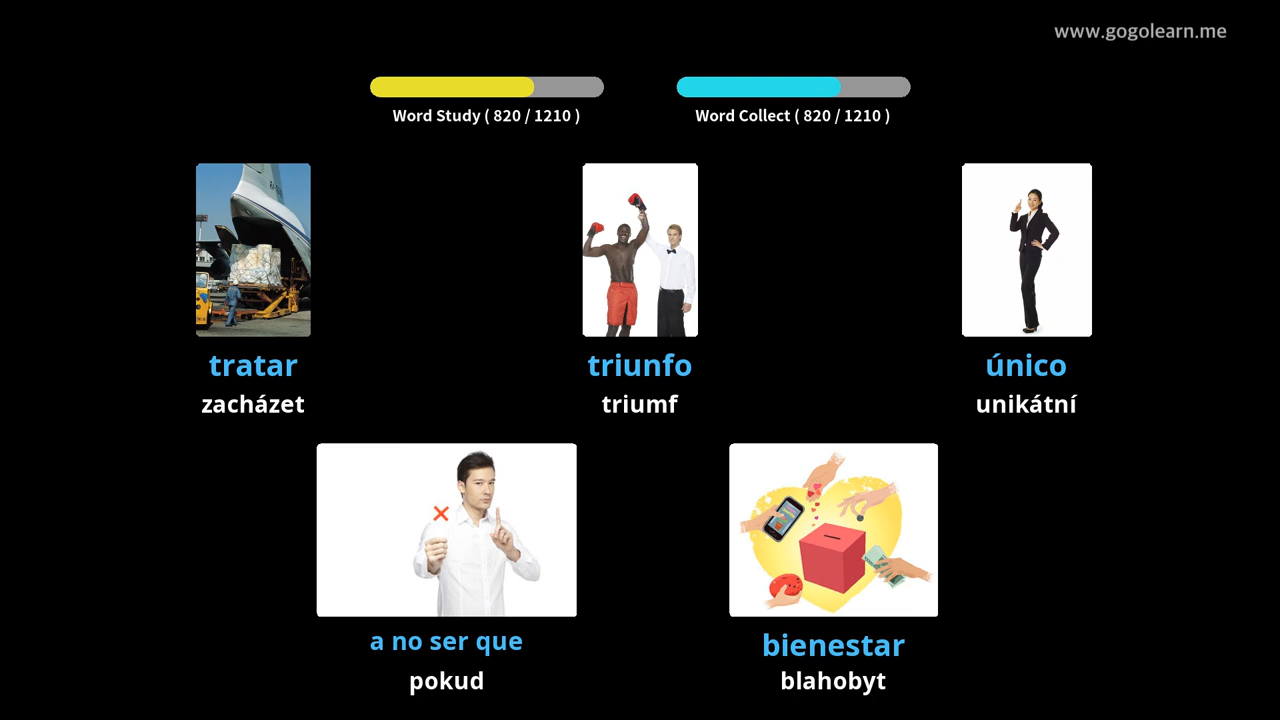 www.gogolearn.me
Word Study ( 820 / 1210 )
Word Collect ( 820 / 1210 )
tratar
triunfo
único
zacházet
triumf
unikátní
a no ser que
bienestar
pokud
blahobyt